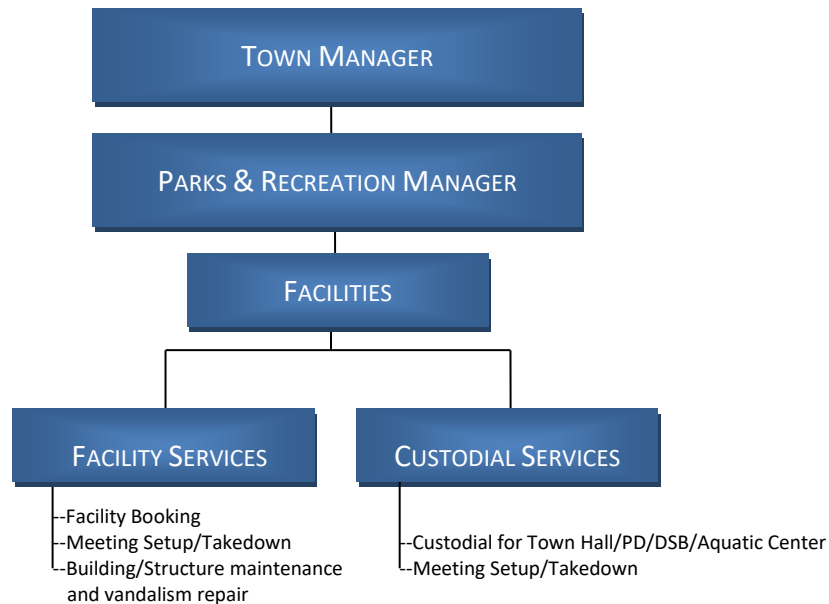 TOWN MANAGER
PARKS & RECREATION MANAGER
FACILITIES
FACILITY SERVICES
CUSTODIAL SERVICES
--Facility Booking
--Meeting Setup/Takedown
--Building/Structure maintenance
and vandalism repair
--Custodial for Town Hall/PD/DSB/Aquatic Center
--Meeting Setup/Takedown